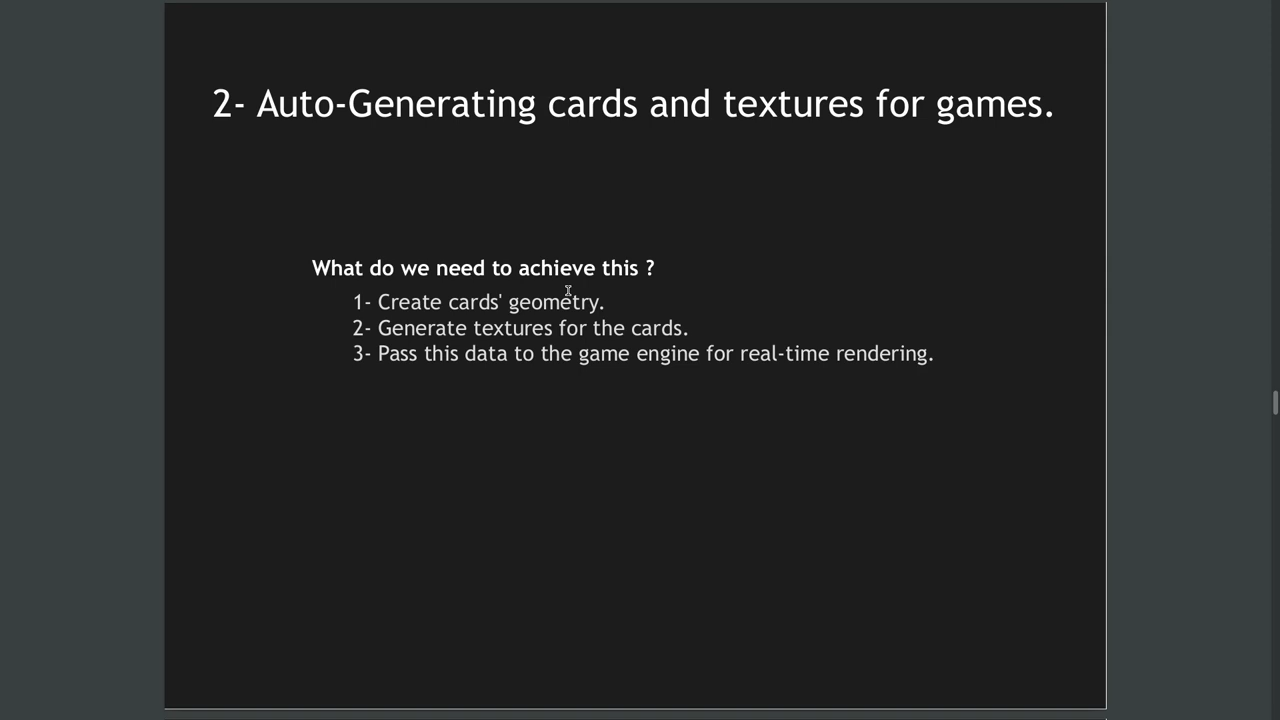 2- Auto-Generating cards and textures for games.
What do we need to achieve this ?
1- Create cards' geometry.
2- Generate textures for the cards.
3- Pass this data to the game engine for real-time rendering.